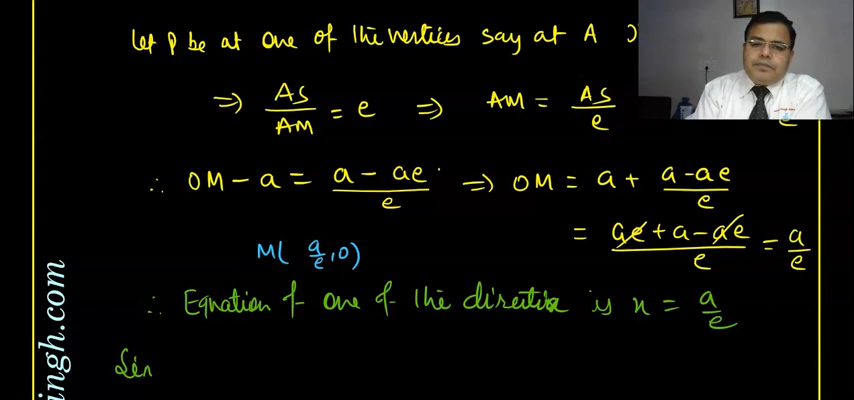 Let P be at one of the vertices say at A
⇒ AS/AM = e ⇒ AM = AS/e
∴ OM - a = (a - ae)/e ⇒ OM = a + (a - ae)/e
= (ae + a - ae)/e = a/e
M( a/e, 0)
∴ Equation of one of the directrix is x = a/e
Sim
ingh.com